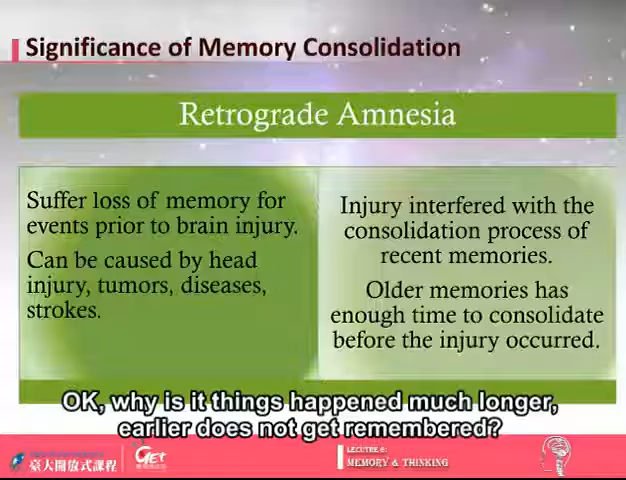 Significance of Memory Consolidation
Retrograde Amnesia
Suffer loss of memory for
events prior to brain injury.
Can be caused by head
injury, tumors, diseases,
strokes.
Injury interfered with the
consolidation process of
recent memories.
Older memories has
enough time to consolidate
before the injury occurred.
OK, why is it things happened much longer,
earlier does not get remembered?
臺大開放式課程
GET
LECUTRE 6:
MEMORY & THINKING